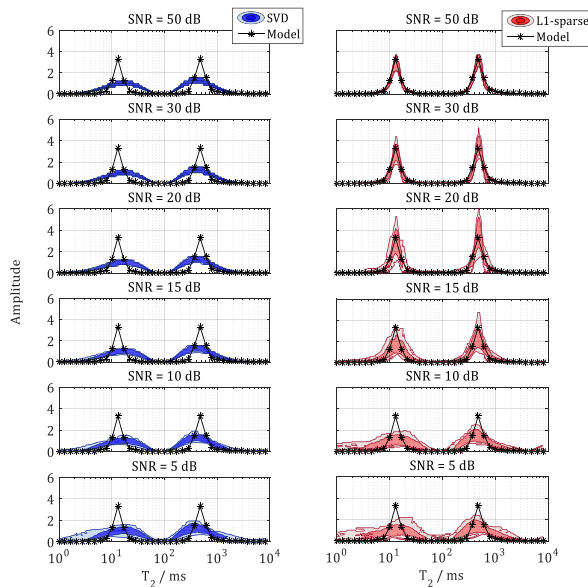 SNR = 50 dB
SVD
Model
6
4
2
0
SNR = 30 dB
6
4
2
0
SNR = 20 dB
6
4
2
0
SNR = 15 dB
6
4
2
0
SNR = 10 dB
6
4
2
0
SNR = 5 dB
6
4
2
0
10^0 10^1 10^2 10^3 10^4
T_2 / ms
Amplitude
SNR = 50 dB
L1-sparse
Model
SNR = 30
SNR = 20
SNR = 15
SNR = 10
SNR = 5 dB
10^0 10^1 10^2 10^3 10^4
T_2 / ms